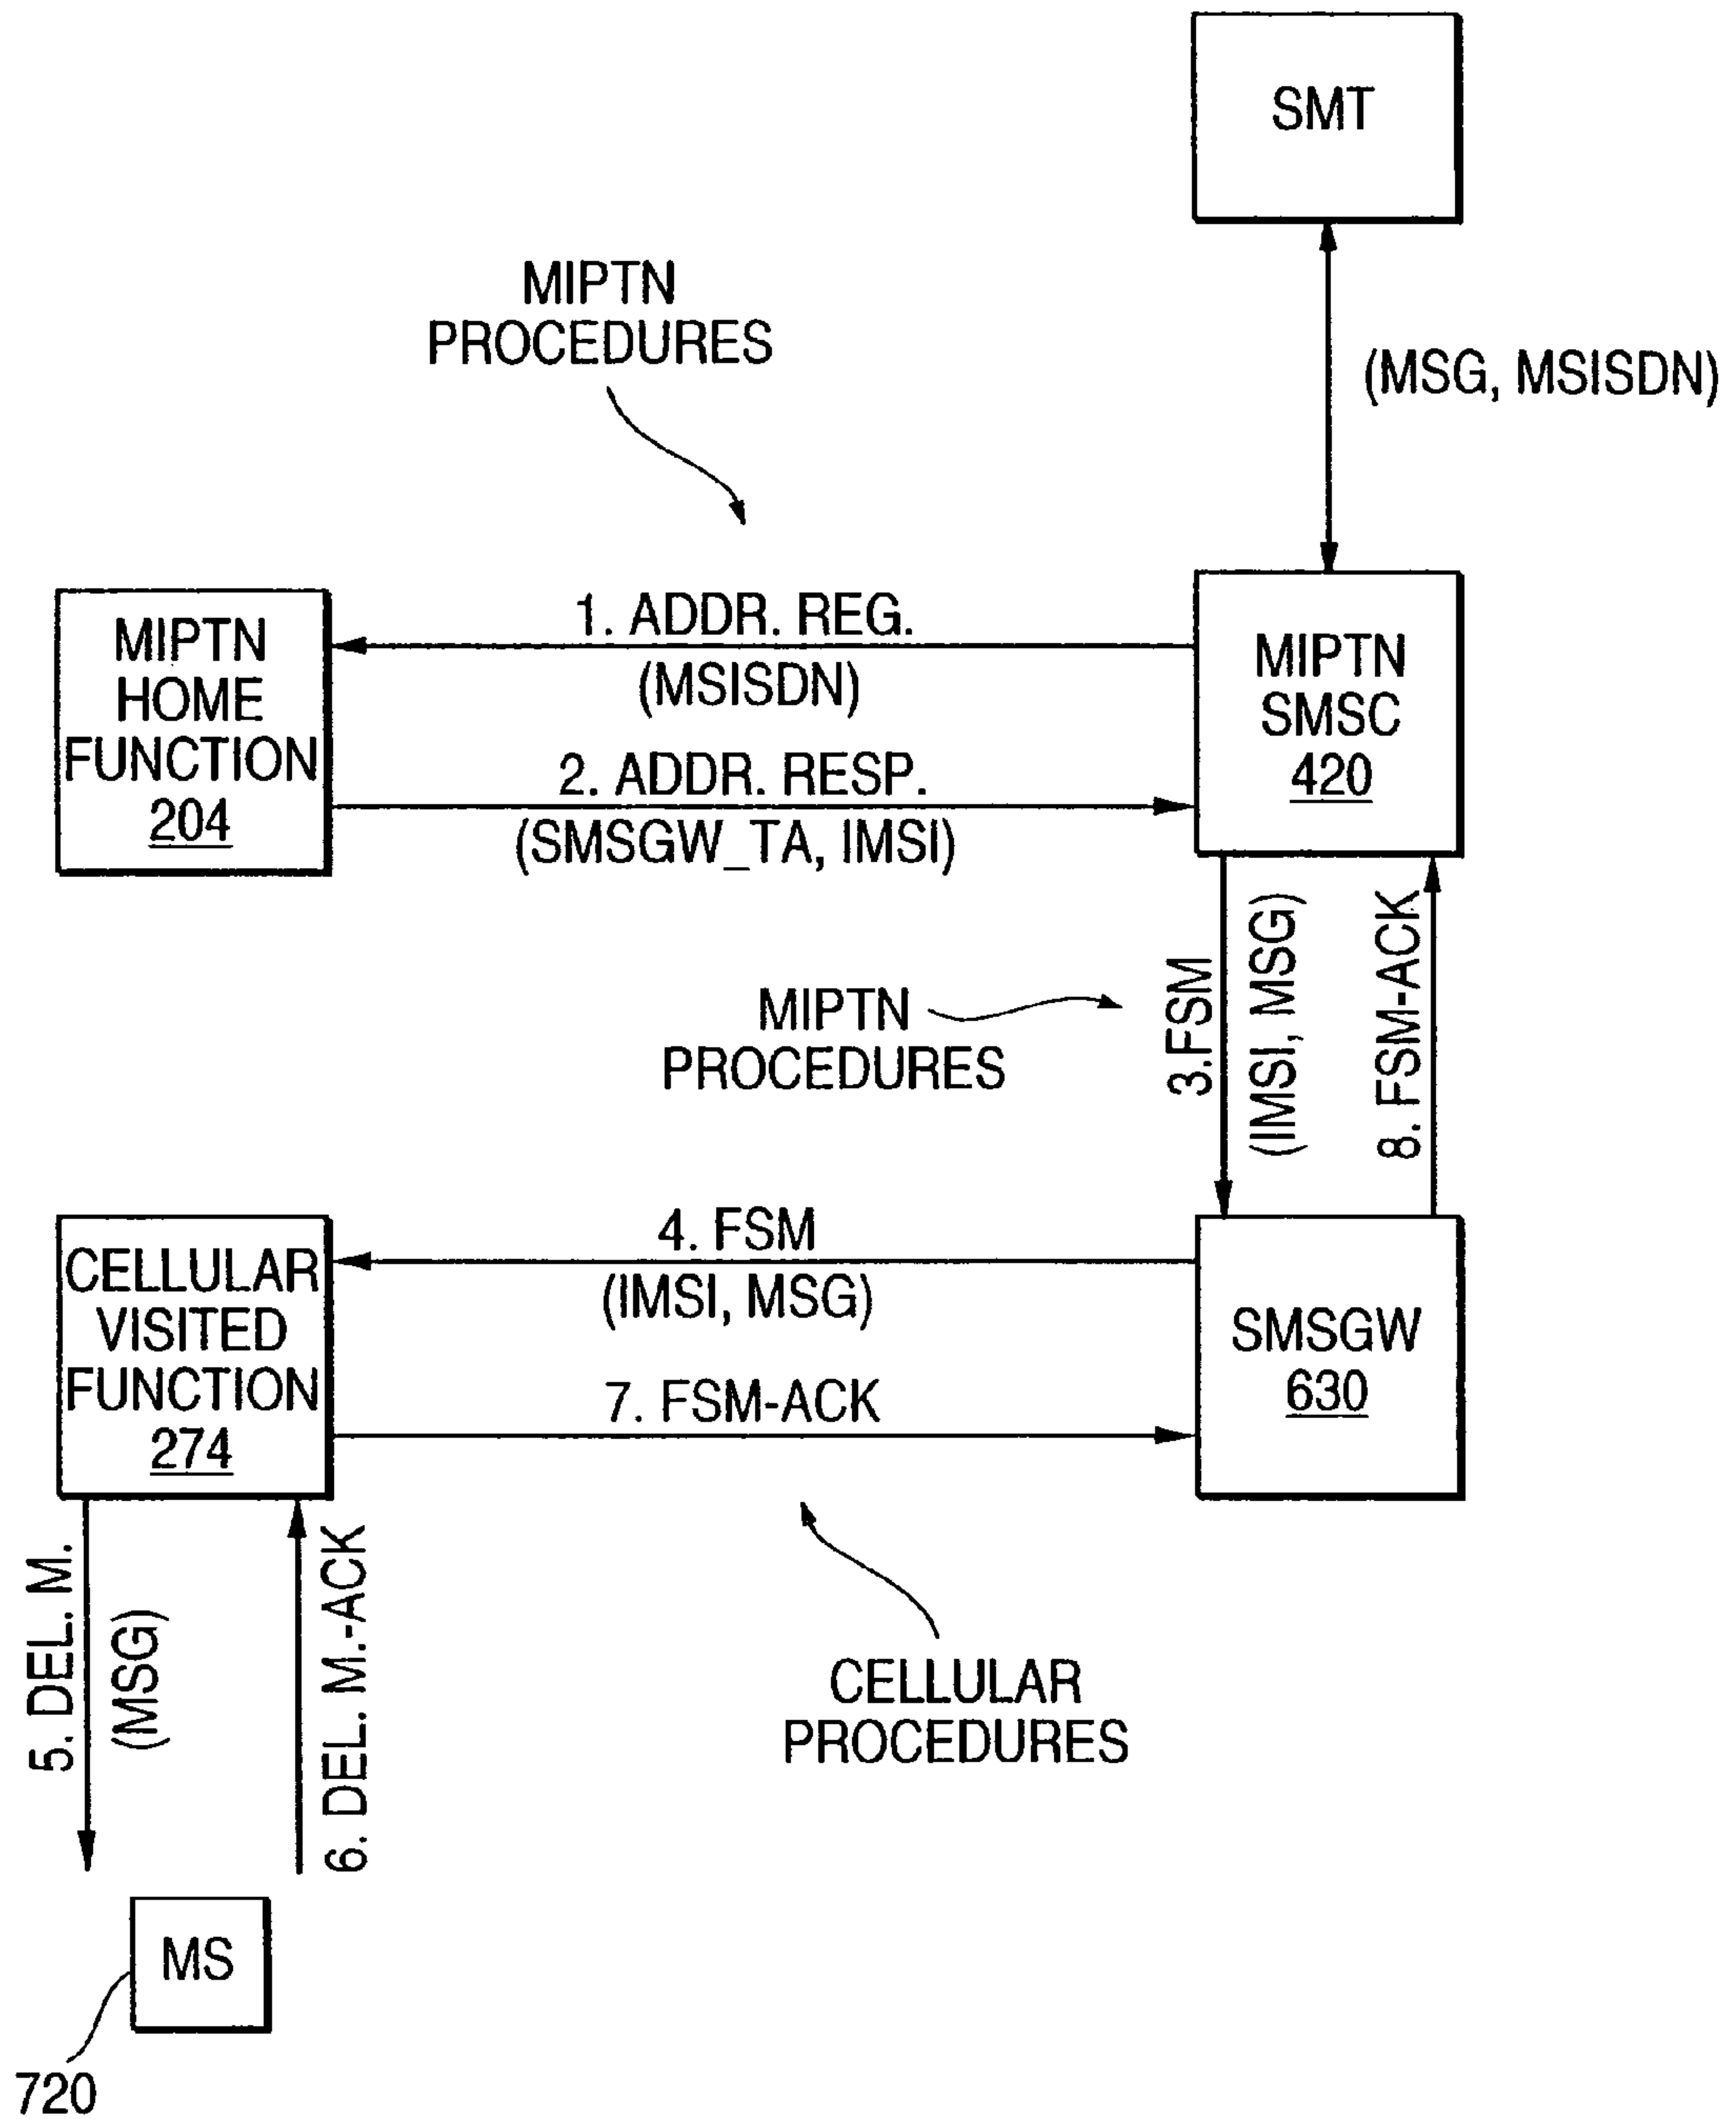 SMT
MIPTN
PROCEDURES
(MSG, MSISDN)
MIPTN
HOME
FUNCTION
204
1. ADDR. REG.
(MSISDN)
2. ADDR. RESP.
(SMSGW_TA, IMSI)
MIPTN
SMSC
420
MIPTN
PROCEDURES
3.FSM
(IMSI, MSG)
8. FSM-ACK
CELLULAR
VISITED
FUNCTION
274
4. FSM
(IMSI, MSG)
7. FSM-ACK
SMSGW
630
5. DEL. M.
(MSG)
6. DEL. M.-ACK
CELLULAR
PROCEDURES
MS
720